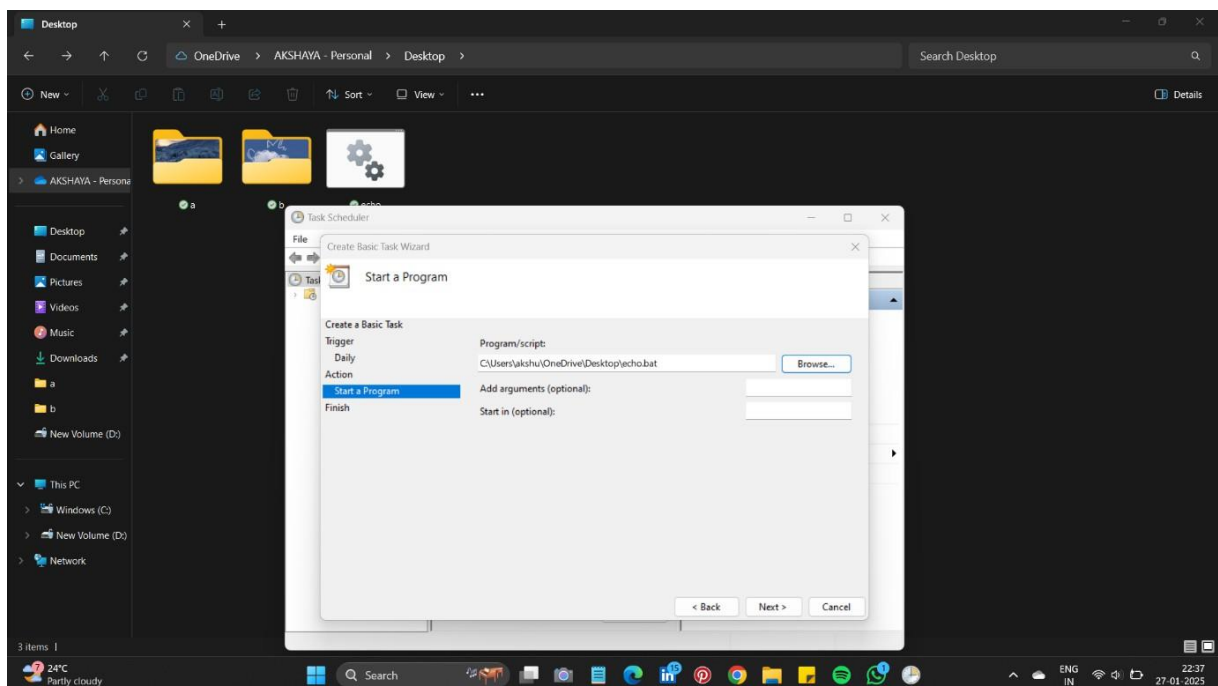 Desktop
OneDrive > AKSHAYA - Personal > Desktop >
Search Desktop
New
Sort
View
Details
Home
Gallery
AKSHAYA - Persona
Desktop
Documents
Pictures
Videos
Music
Downloads
a
b
New Volume (D:)
This PC
Windows (C:)
New Volume (D:)
Network
a
b
echo
Task Scheduler
File
Task
Create Basic Task Wizard
Start a Program
Create a Basic Task
Trigger
Daily
Action
Start a Program
Finish
Program/script:
C:\Users\akshu\OneDrive\Desktop\echo.bat
Browse...
Add arguments (optional):
Start in (optional):
< Back
Next >
Cancel
3 items
7
24°C
Partly cloudy
Search
15
1
ENG
IN
22:37
27-01-2025